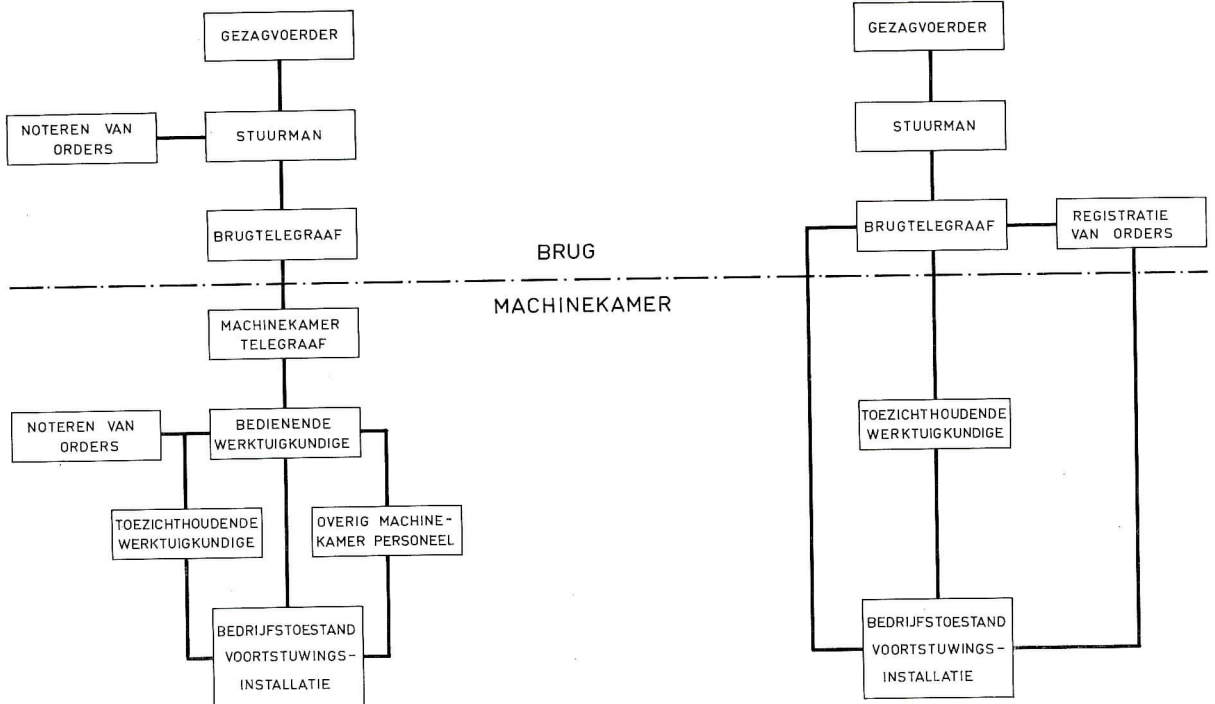 GEZAGVOERDER
NOTEREN VAN
ORDERS
STUURMAN
BRUGTELEGRAAF
BRUG
MACHINEKAMER
MACHINEKAMER
TELEGRAAF
NOTEREN VAN
ORDERS
BEDIENENDE
WERKTUIGKUNDIGE
TOEZICHTHOUDENDE
WERKTUIGKUNDIGE
OVERIG MACHINE-
KAMER PERSONEEL
BEDRIJFSTOESTAND
VOORTSTUWINGS-
INSTALLATIE
GEZAGVOERDER
STUURMAN
BRUGTELEGRAAF
REGISTRATIE
VAN ORDERS
TOEZICHTHOUDENDE
WERKTUIGKUNDIGE
BEDRIJFSTOESTAND
VOORTSTUWINGS-
INSTALLATIE